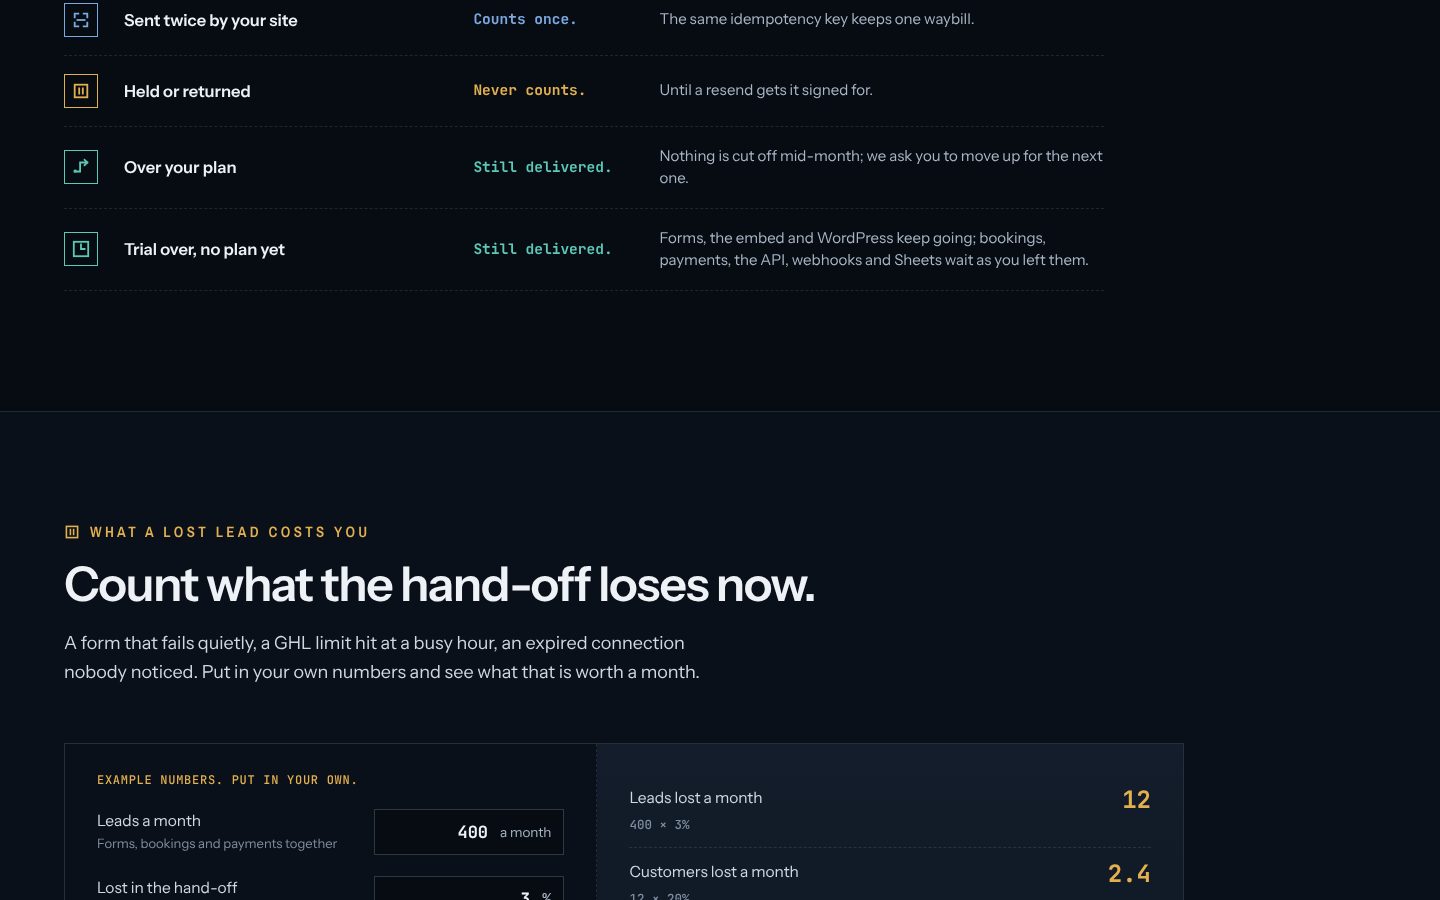 Sent twice by your site
Counts once.
The same idempotency key keeps one waybill.
Held or returned
Never counts.
Until a resend gets it signed for.
Over your plan
Still delivered.
Nothing is cut off mid-month; we ask you to move up for the next
one.
Trial over, no plan yet
Still delivered.
Forms, the embed and WordPress keep going; bookings,
payments, the API, webhooks and Sheets wait as you left them.
WHAT A LOST LEAD COSTS YOU
Count what the hand-off loses now.
A form that fails quietly, a GHL limit hit at a busy hour, an expired connection
nobody noticed. Put in your own numbers and see what that is worth a month.
EXAMPLE NUMBERS. PUT IN YOUR OWN.
Leads a month
Forms, bookings and payments together
400 a month
Lost in the hand-off
3 %
Leads lost a month
12
400 × 3%
Customers lost a month
2.4
12 × 20%